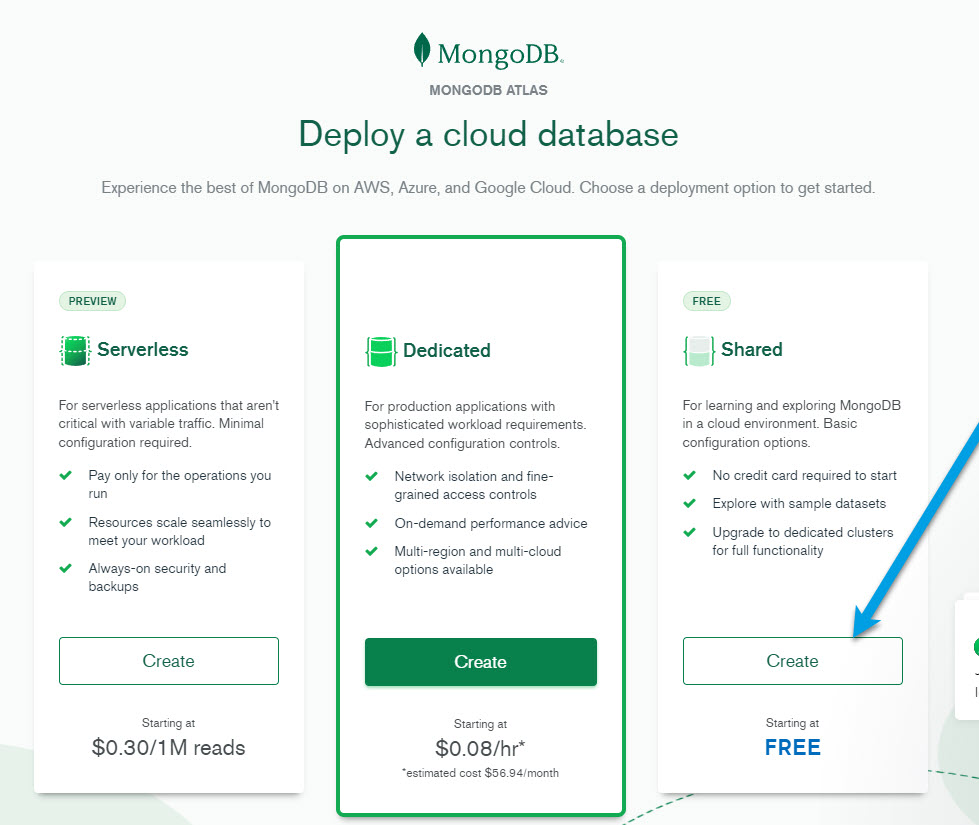 MongoDB.
MONGODB ATLAS
Deploy a cloud database
Experience the best of MongoDB on AWS, Azure, and Google Cloud. Choose a deployment option to get started.
PREVIEW
Serverless
For serverless applications that aren't
critical with variable traffic. Minimal
configuration required.
Pay only for the operations you
run
Resources scale seamlessly to
meet your workload
Always-on security and
backups
Create
Starting at
$0.30/1M reads
Dedicated
For production applications with
sophisticated workload requirements.
Advanced configuration controls.
Network isolation and fine-
grained access controls
On-demand performance advice
Multi-region and multi-cloud
options available
Create
Starting at
$0.08/hr*
*estimated cost $56.94/month
FREE
Shared
For learning and exploring MongoDB
in a cloud environment. Basic
configuration options.
No credit card required to start
Explore with sample datasets
Upgrade to dedicated clusters
for full functionality
Create
Starting at
FREE